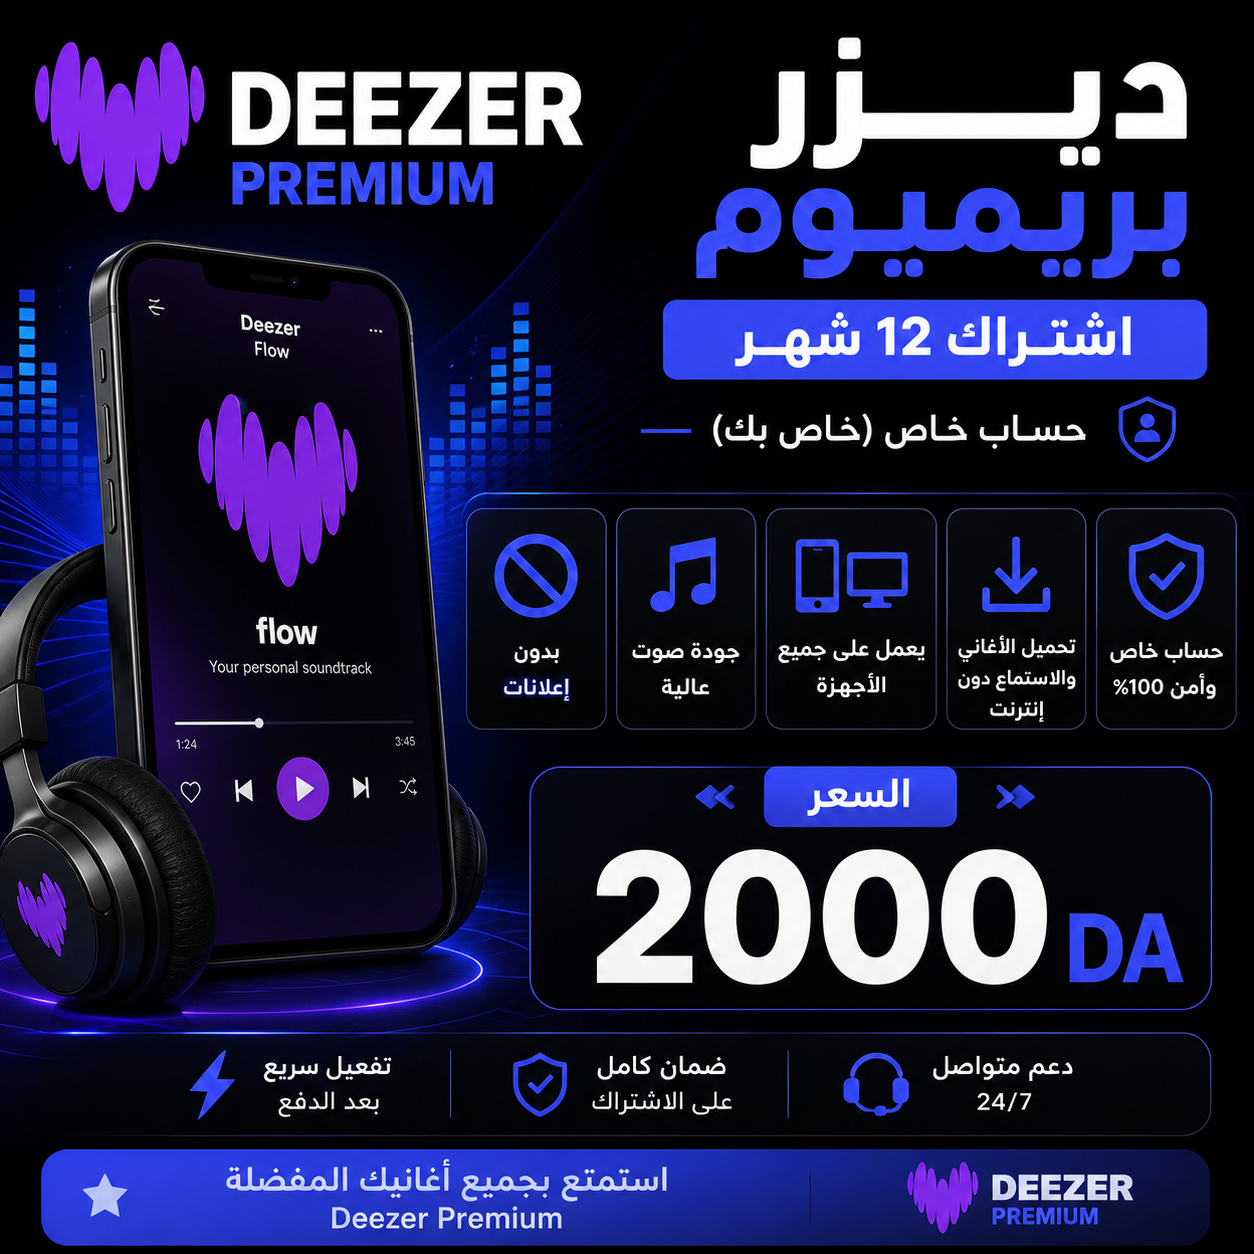 DEEZER
PREMIUM
ديـــزر
بريميوم
اشتـراك 12 شهـر
حساب خاص (خاص بك)
Deezer
Flow
flow
Your personal soundtrack
1:24
3:45
حساب خاص
وأمن 100%
تحميل الأغاني
والاستماع دون
إنترنت
يعمل على جميع
الأجهزة
جودة صوت
عالية
بدون
إعلانات
السعر
2000 DA
دعم متواصل
24/7
ضمان كامل
على الاشتراك
تفعيل سريع
بعد الدفع
استمتع بجميع أغانيك المفضلة
Deezer Premium
DEEZER
PREMIUM